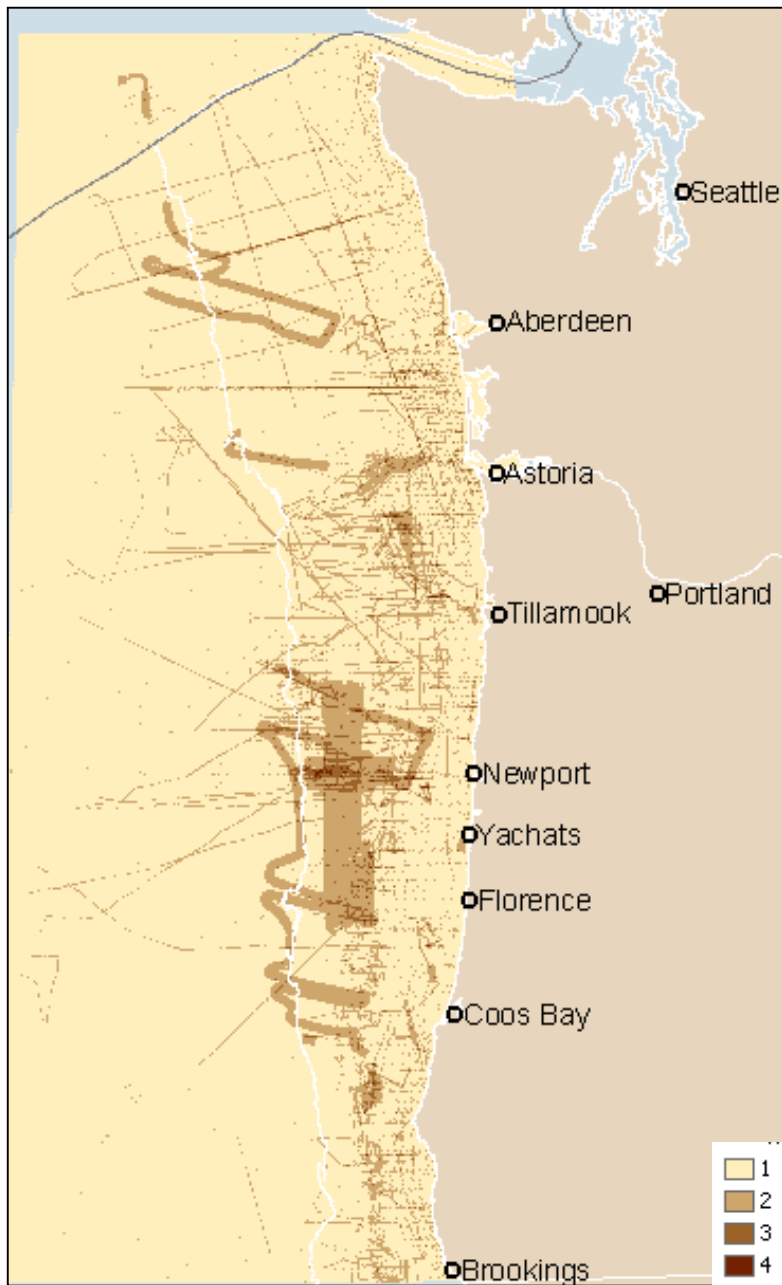 Seattle
Aberdeen
Astoria
Portland
Tillamook
Newport
Yachats
Florence
Coos Bay
1
2
3
4
Brookings